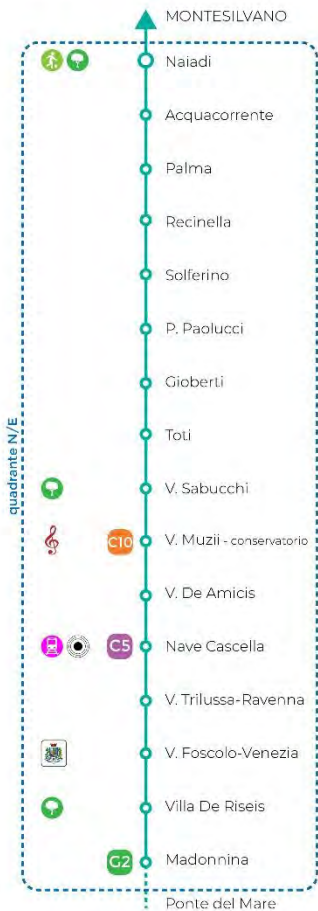 MONTESILVANO
Naiadi
Acquacorrente
Palma
Recinella
Solferino
P. Paolucci
Gioberti
Toti
quadrante N/E
V. Sabucchi
C10 V. Muzii - conservatorio
V. De Amicis
C5 Nave Cascella
V. Trilussa-Ravenna
V. Foscolo-Venezia
Villa De Riseis
G2 Madonnina
Ponte del Mare